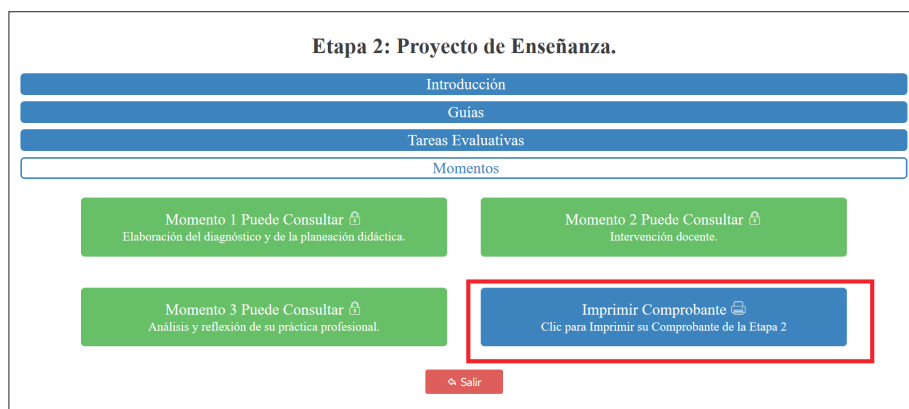 Etapa 2: Proyecto de Enseñanza.
Introducción
Guías
Tareas Evaluativas
Momentos
Momento 1 Puede Consultar
Elaboración del diagnóstico y de la planeación didáctica.
Momento 2 Puede Consultar
Intervención docente.
Momento 3 Puede Consultar
Análisis y reflexión de su práctica profesional.
Imprimir Comprobante
Clic para Imprimir su Comprobante de la Etapa 2
Salir